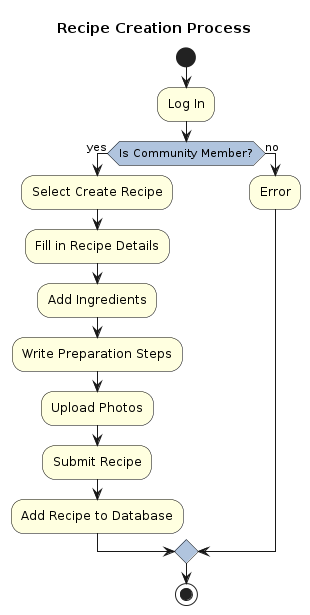 Recipe Creation Process
Log In
yes
Is Community Member?
no
Select Create Recipe
Error
Fill in Recipe Details
Add Ingredients
Write Preparation Steps
Upload Photos
Submit Recipe
Add Recipe to Database